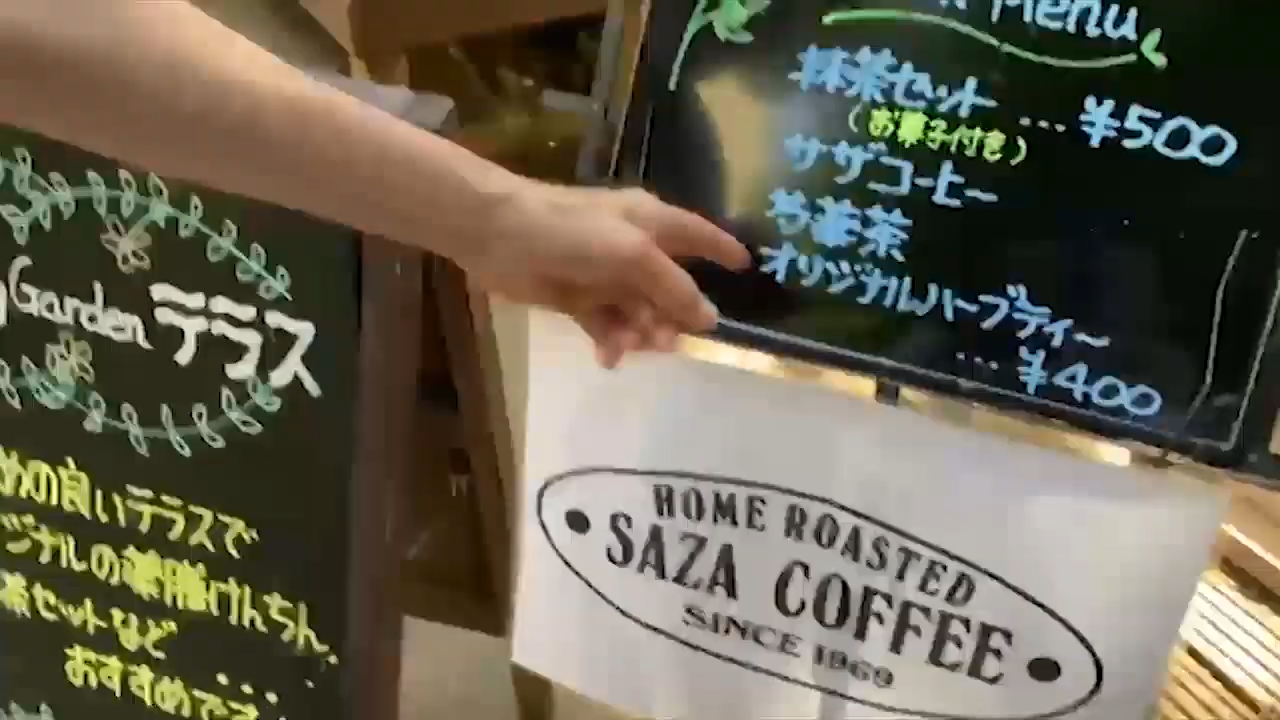 Menu
抹茶セット … ¥500
(お菓子付き)
サザコーヒー
オリジナルハーブティー
… ¥400
Garden テラス
めの良いテラスで
ジナルの薬膳けんちん、
茶セットなど
おすすめです
HOME ROASTED
SAZA COFFEE
SINCE 1969